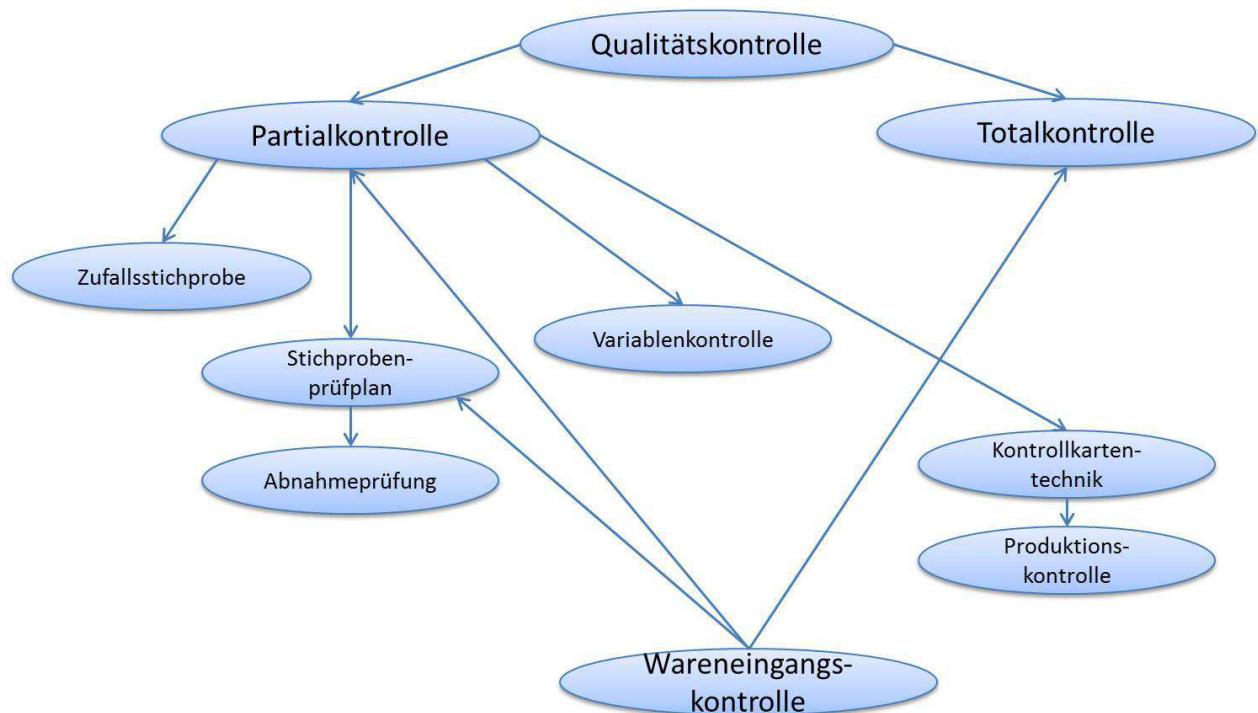 Qualitätskontrolle
Partialkontrolle
Totalkontrolle
Zufallsstichprobe
Variablenkontrolle
Stichproben-
prüfplan
Abnahmeprüfung
Kontrollkarten-
technik
Produktions-
kontrolle
Wareneingangs-
kontrolle